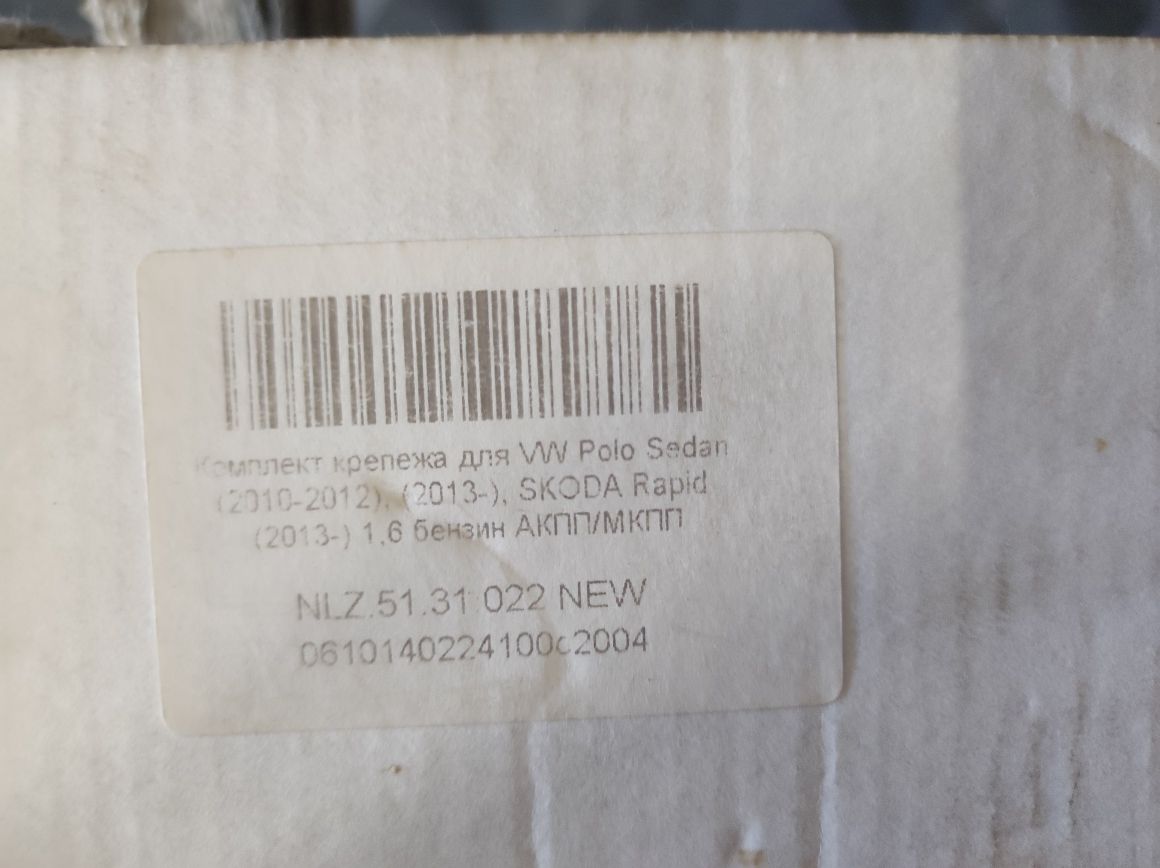 Комплект крепежа для VW Polo Sedan
(2010-2012), (2013-), SKODA Rapid
(2013-) 1,6 бензин АКПП/МКПП
NLZ.51.31.022 NEW
0610140224100c2004